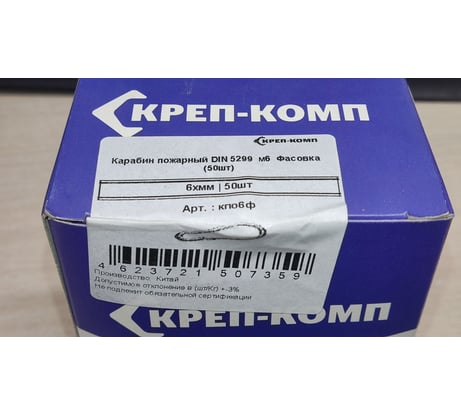 КРЕП-КОМП
КРЕП-КОМП
Карабин пожарный DIN 5299 м6 Фасовка
(50шт)
6хмм | 50шт
Арт. : кпо6ф
4 623721 507359
Производство: Китай
Допустимое отклонение в (шт/Кг) +-3%
Не подлежит обязательной сертификации
КРЕП-КОМП